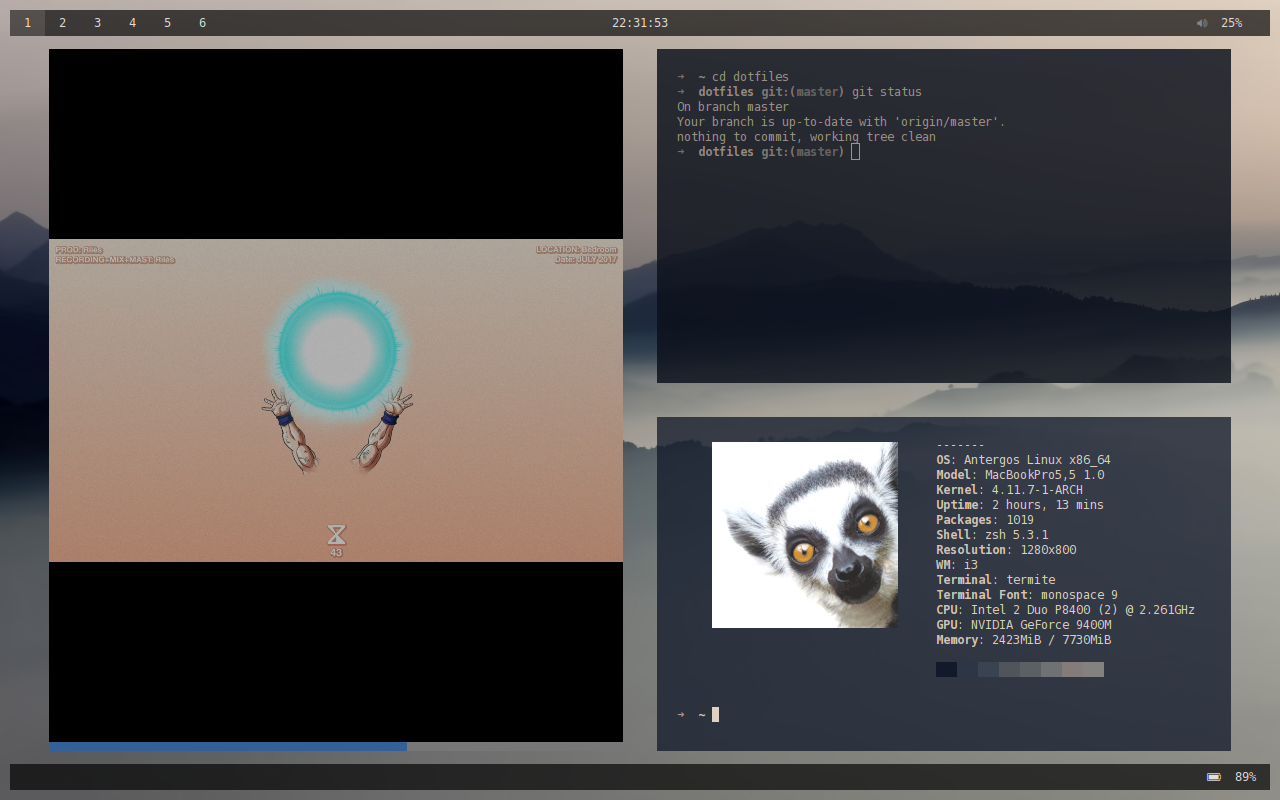 1 2 3 4 5 6 22:31:53 25%
PROD: Rilès
RECORDING+MIX+MAST: Rilès
LOCATION: Bedroom
Date: JULY 2017
43
➜ ~ cd dotfiles
➜ dotfiles git:(master) git status
On branch master
Your branch is up-to-date with 'origin/master'.
nothing to commit, working tree clean
➜ dotfiles git:(master)
-------
OS: Antergos Linux x86_64
Model: MacBookPro5,5 1.0
Kernel: 4.11.7-1-ARCH
Uptime: 2 hours, 13 mins
Packages: 1019
Shell: zsh 5.3.1
Resolution: 1280x800
WM: i3
Terminal: termite
Terminal Font: monospace 9
CPU: Intel 2 Duo P8400 (2) @ 2.261GHz
GPU: NVIDIA GeForce 9400M
Memory: 2423MiB / 7730MiB
➜ ~
89%